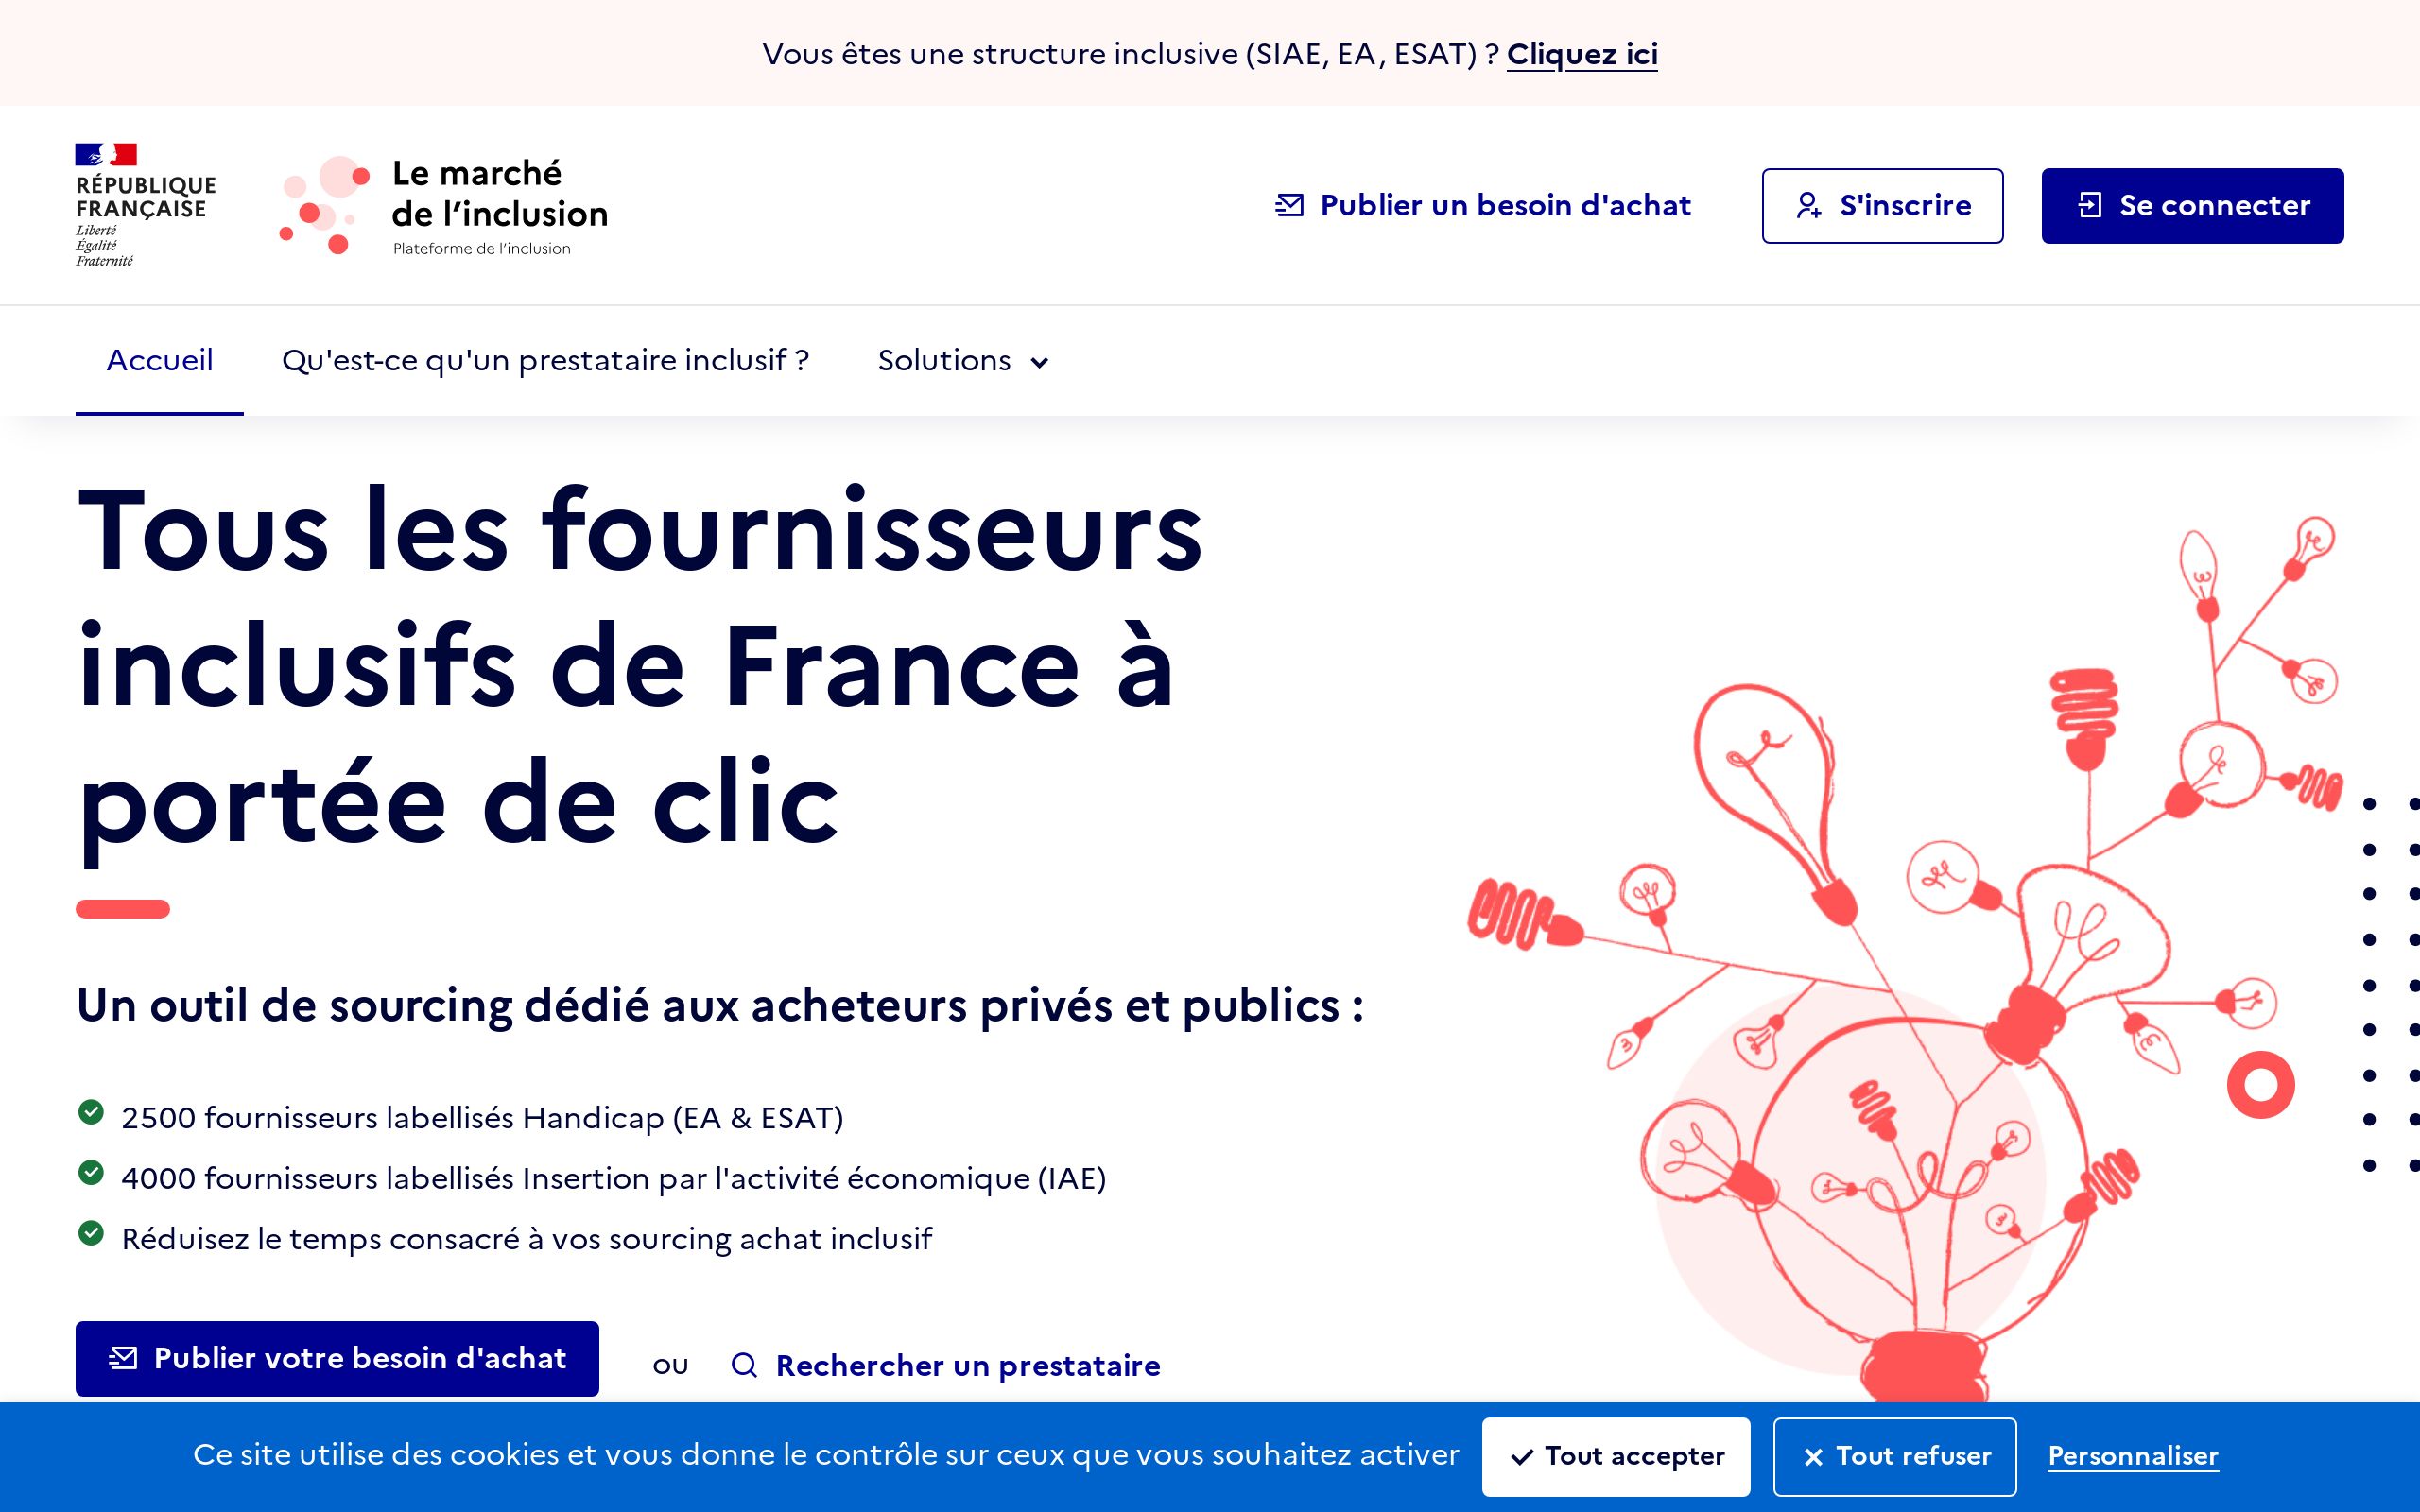 Vous êtes une structure inclusive (SIAE, EA, ESAT) ? Cliquez ici
RÉPUBLIQUE
FRANÇAISE
Liberté
Égalité
Fraternité
Le marché
de l’inclusion
Plateforme de l’inclusion
Publier un besoin d'achat
S'inscrire
Se connecter
Accueil
Qu'est-ce qu'un prestataire inclusif ?
Solutions
Tous les fournisseurs
inclusifs de France à
portée de clic
Un outil de sourcing dédié aux acheteurs privés et publics :
2500 fournisseurs labellisés Handicap (EA & ESAT)
4000 fournisseurs labellisés Insertion par l'activité économique (IAE)
Réduisez le temps consacré à vos sourcing achat inclusif
Publier votre besoin d'achat
ou
Rechercher un prestataire
Ce site utilise des cookies et vous donne le contrôle sur ceux que vous souhaitez activer
Tout accepter
Tout refuser
Personnaliser